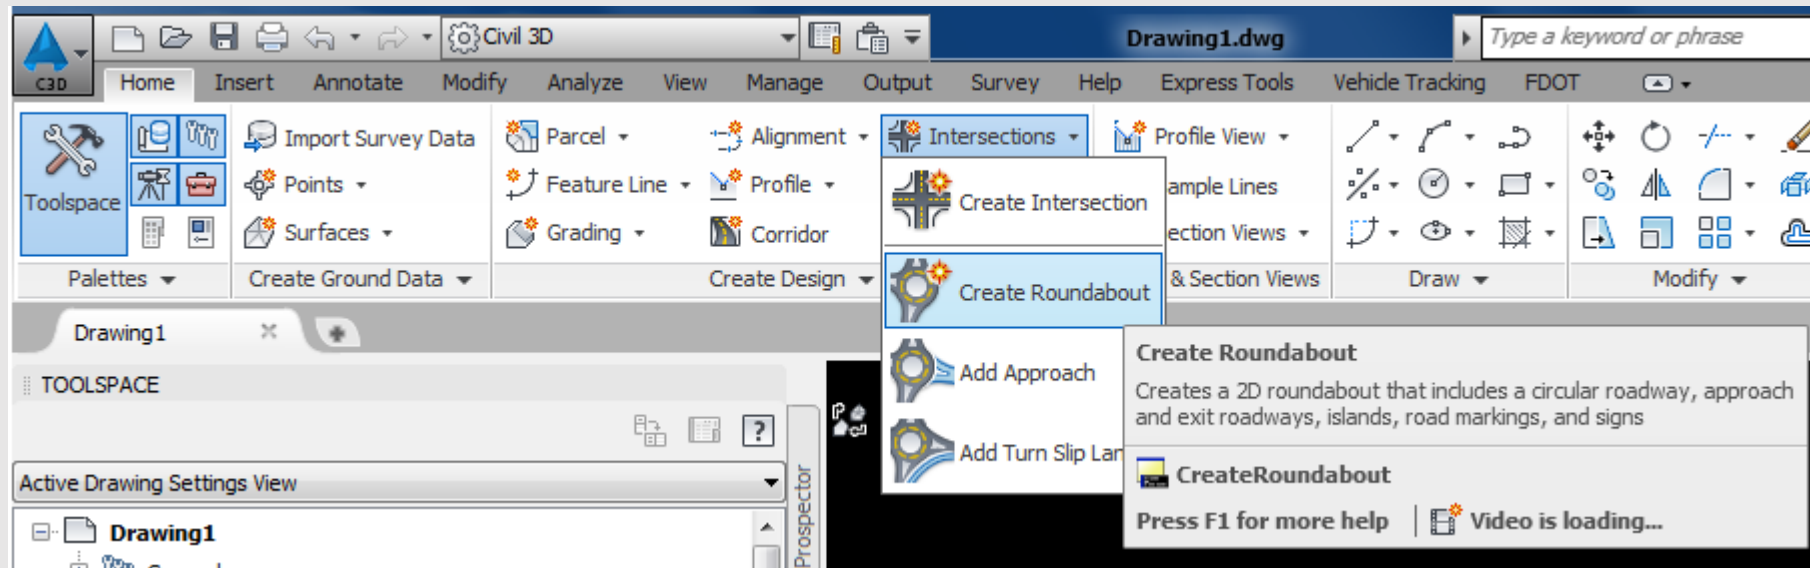 Civil 3D
Drawing1.dwg
Type a keyword or phrase
C3D
Home Insert Annotate Modify Analyze View Manage Output Survey Help Express Tools Vehicle Tracking FDOT
Toolspace
Import Survey Data
Points
Surfaces
Parcel
Feature Line
Grading
Alignment
Profile
Corridor
Intersections
Profile View
ample Lines
ection Views
Palettes
Create Ground Data
Create Design
& Section Views
Draw
Modify
Create Intersection
Create Roundabout
Add Approach
Add Turn Slip Lan
Create Roundabout
Creates a 2D roundabout that includes a circular roadway, approach
and exit roadways, islands, road markings, and signs
CreateRoundabout
Press F1 for more help
Video is loading...
Drawing1
TOOLSPACE
?
Active Drawing Settings View
Drawing1
Prospector